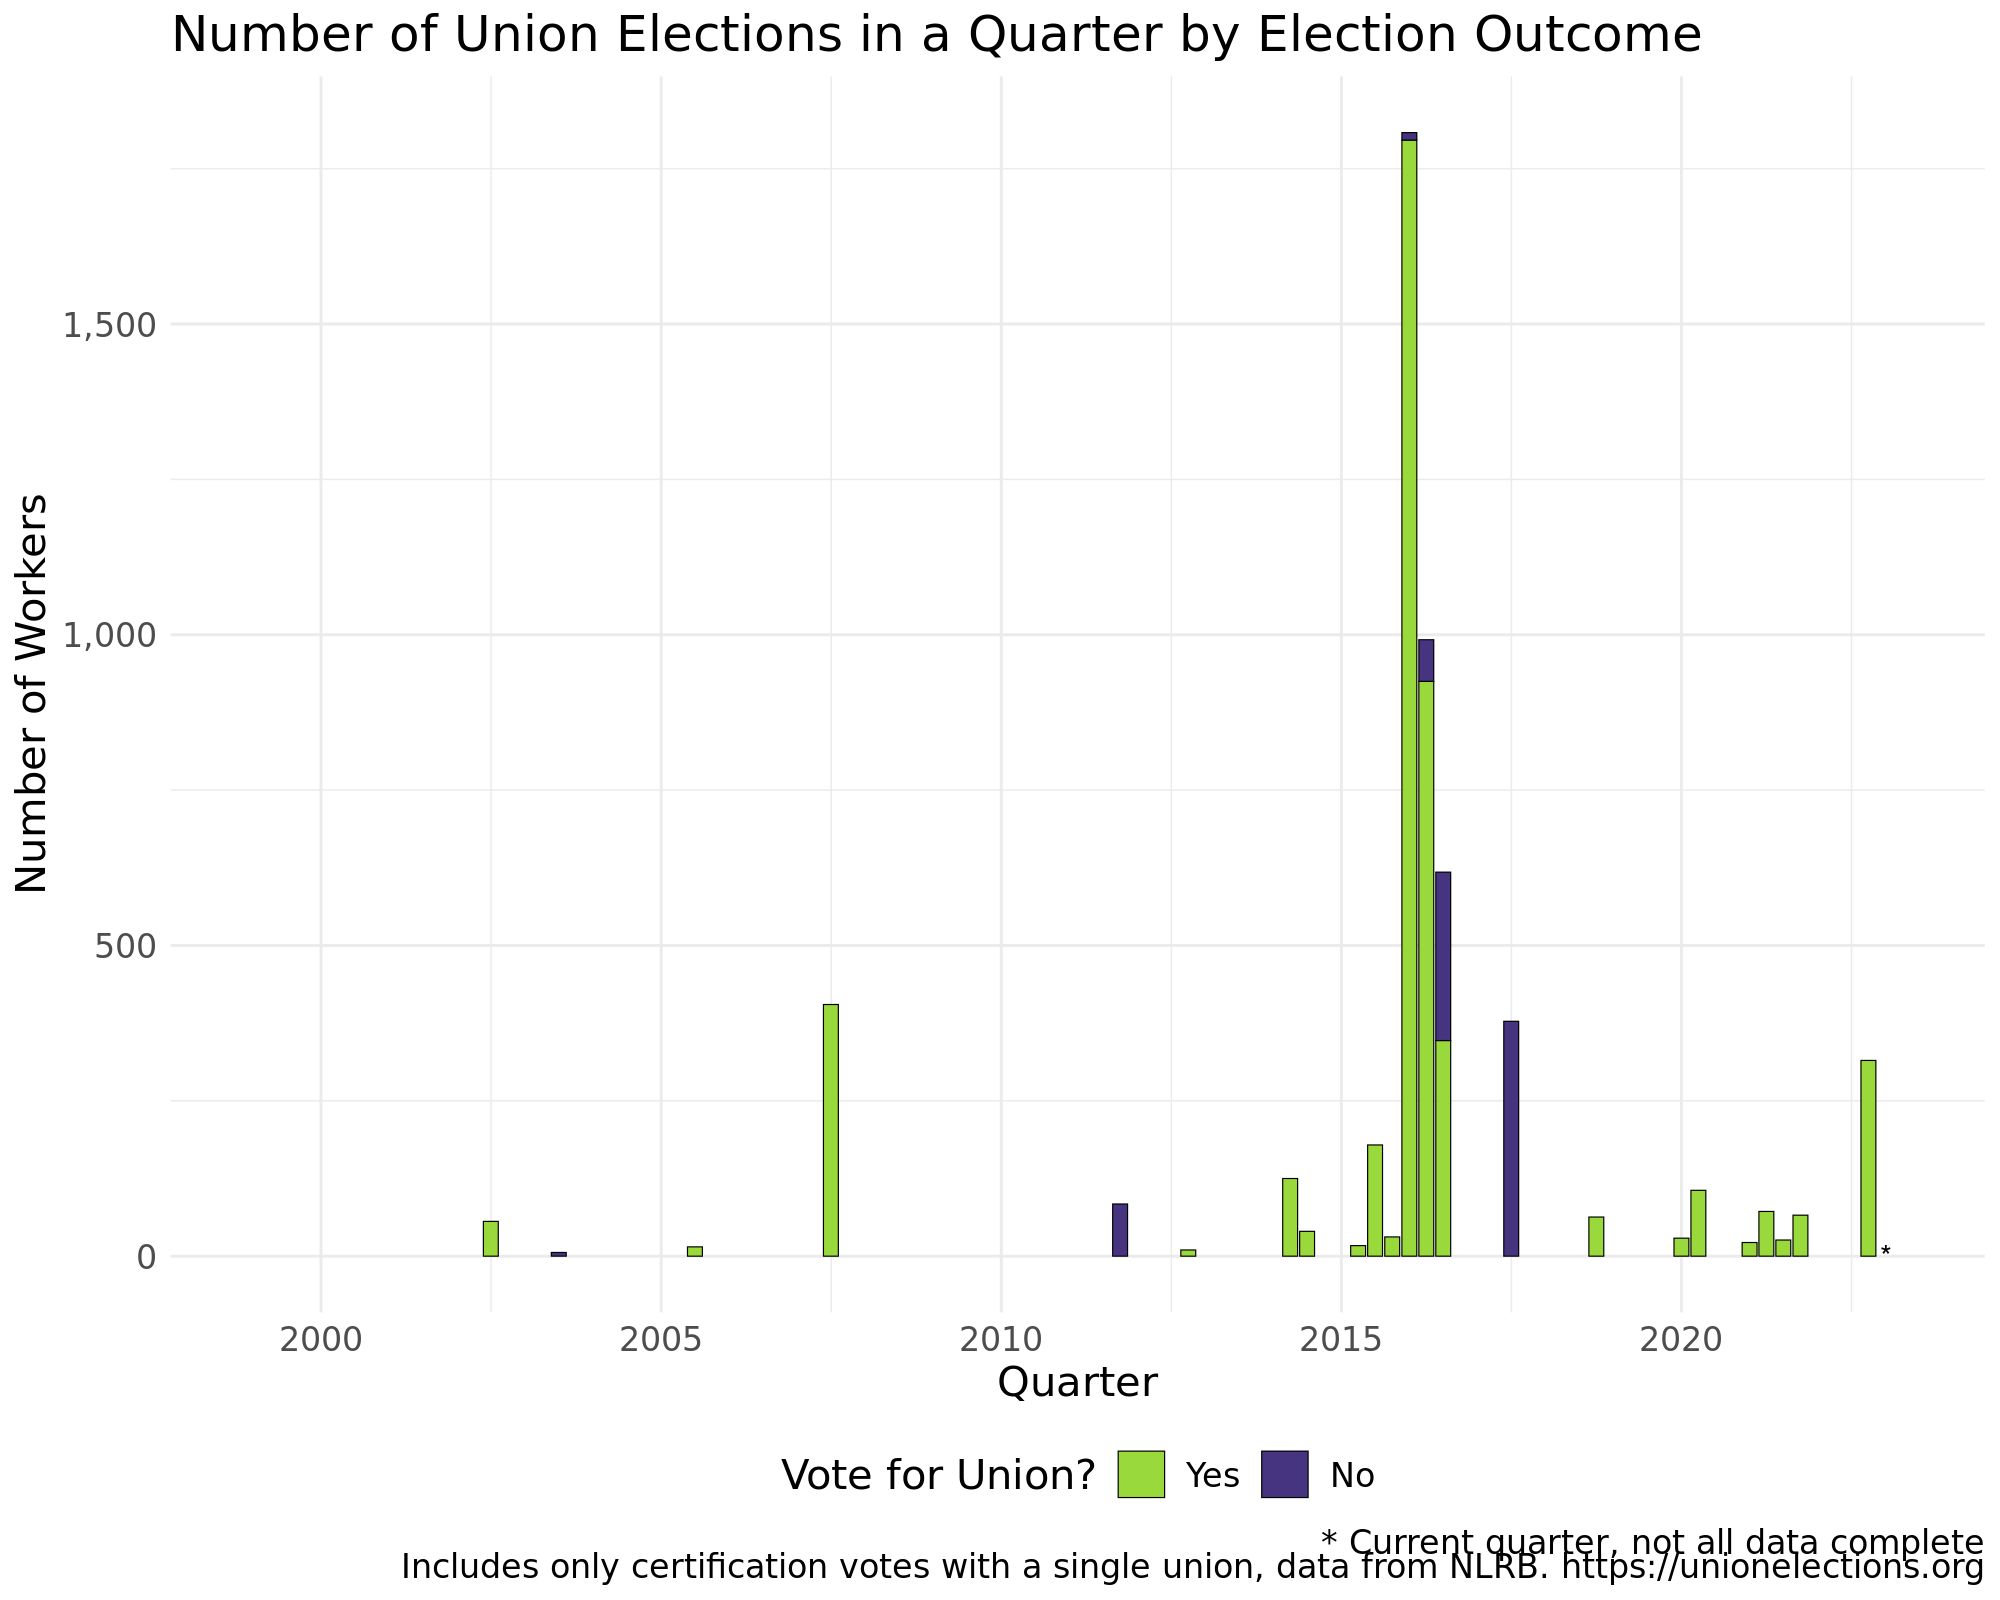 Number of Union Elections in a Quarter by Election Outcome
Number of Workers
1,500
1,000
500
0
*
2000 2005 2010 2015 2020
Quarter
Vote for Union? Yes No
* Current quarter, not all data complete
Includes only certification votes with a single union, data from NLRB. https://unionelections.org